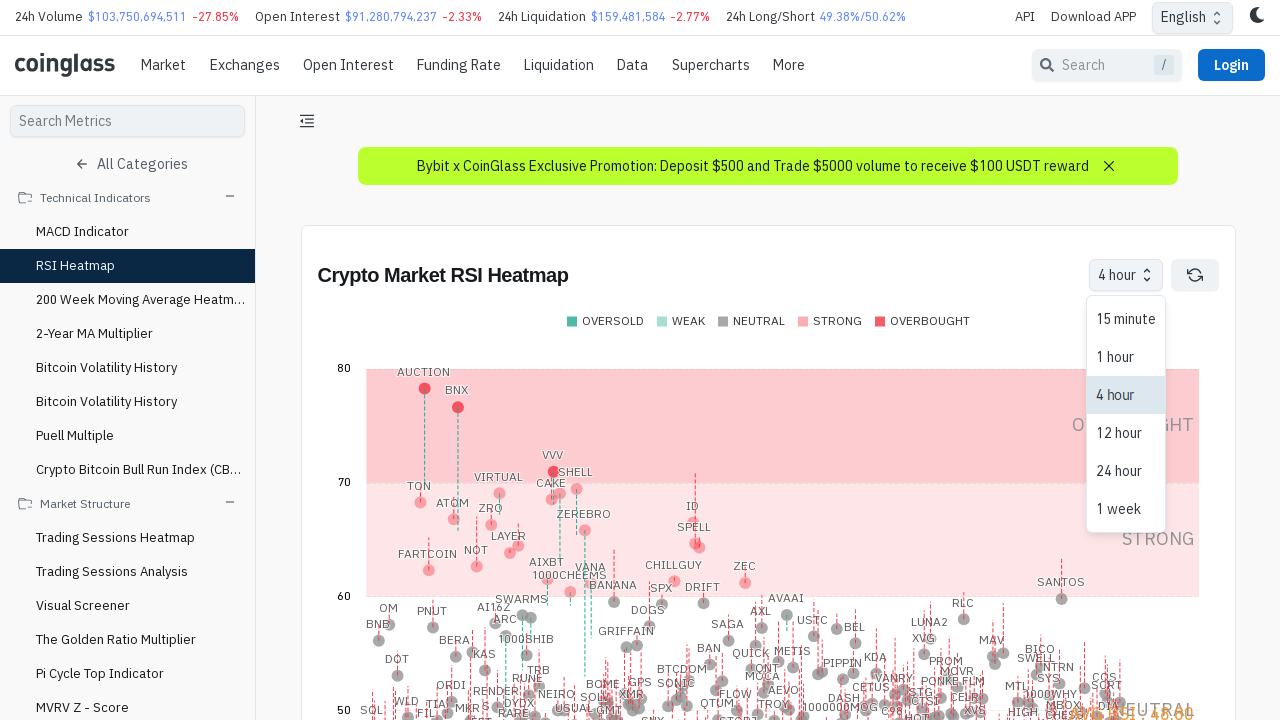 24h Volume $103,750,694,511 -27.85% Open Interest $91,280,794,237 -2.33% 24h Liquidation $159,481,584 -2.77% 24h Long/Short 49.38%/50.62% API Download APP English
coinglass Market Exchanges Open Interest Funding Rate Liquidation Data Supercharts More Search / Login
Search Metrics
All Categories
Technical Indicators
MACD Indicator
RSI Heatmap
200 Week Moving Average Heatm...
2-Year MA Multiplier
Bitcoin Volatility History
Bitcoin Volatility History
Puell Multiple
Crypto Bitcoin Bull Run Index (CB...
Market Structure
Trading Sessions Heatmap
Trading Sessions Analysis
Visual Screener
The Golden Ratio Multiplier
Pi Cycle Top Indicator
MVRV Z - Score
Bybit x CoinGlass Exclusive Promotion: Deposit $500 and Trade $5000 volume to receive $100 USDT reward
Crypto Market RSI Heatmap
4 hour
15 minute
1 hour
4 hour
12 hour
24 hour
1 week
OVERSOLD WEAK NEUTRAL STRONG OVERBOUGHT
80
AUCTION
BNX
VVV
70
VIRTUAL
SHELL
CAKE
TON
ATOM
ZRO
ID
ZEREBRO
SPELL
STRONG
LAYER
NOT
FARTCOIN
AIXBT
VANA
CHILLGUY
ZEC
1000CHEEMS
BANANA
SPX
DRIFT
SANTOS
60
SWARMS
AVAAI
RLC
OM
PNUT
AI16Z
DOGS
AXL
BNB
ARC
SAGA
USTC
BEL
LUNA2
GRIFFAIN
BERA
1000SHIB
XVG
MAV
KAS
BAN
QUICK
METIS
BICO
DOT
PIPPIN
KDA
PROM
SWELL
TRB
BTCDOM
MOVR
NTRN
ORDI
RUNE
BOME
GPS
SONIC
VANRY
SYS
RENDER
NEIRO
XMR
FLOW
AEVO
CETUS
FLM
MTL
WLD
DYDX
QTUM
DASH
CELR
1000WHY
SOL
FIL
RARE
USUAL
GMT
1000000MOG
XVS
HIGH
MBOX
50
NEUTRAL